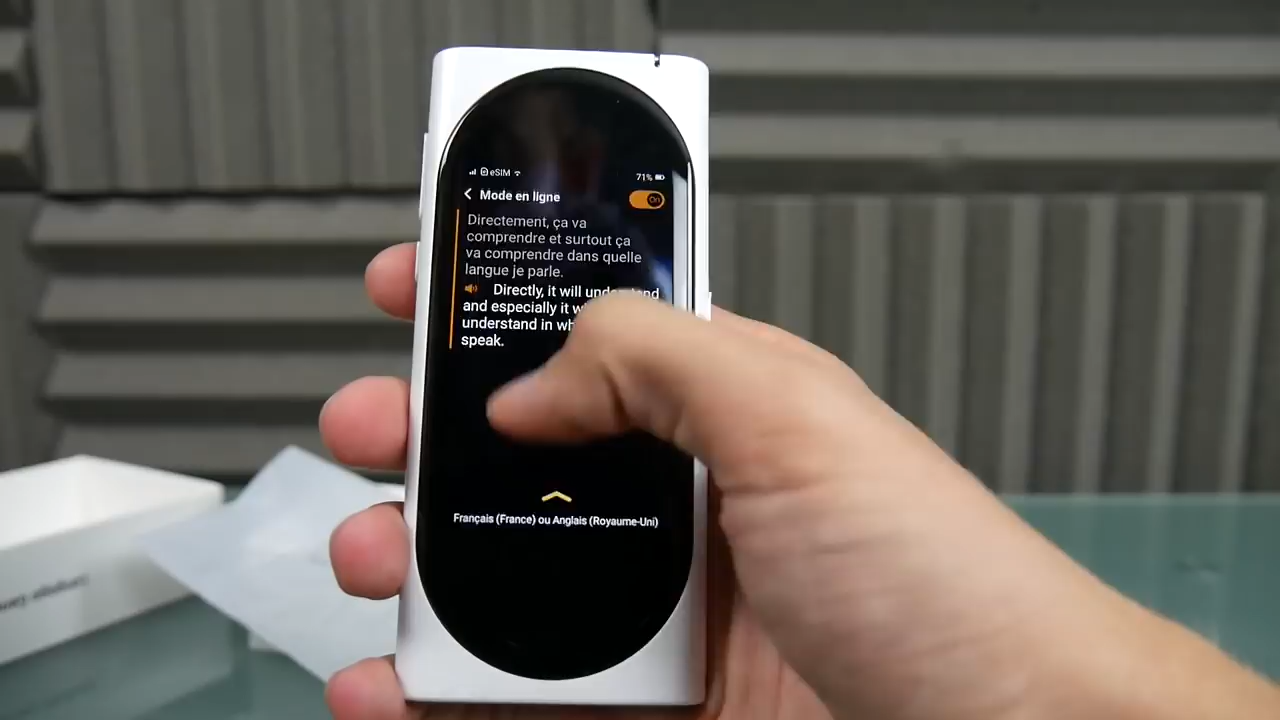 eSIM
71%
Mode en ligne
On
Directement, ça va
comprendre et surtout ça
va comprendre dans quelle
langue je parle.
Directly, it will understand
and especially it
understand in
speak.
Français (France) ou Anglais (Royaume-Uni)